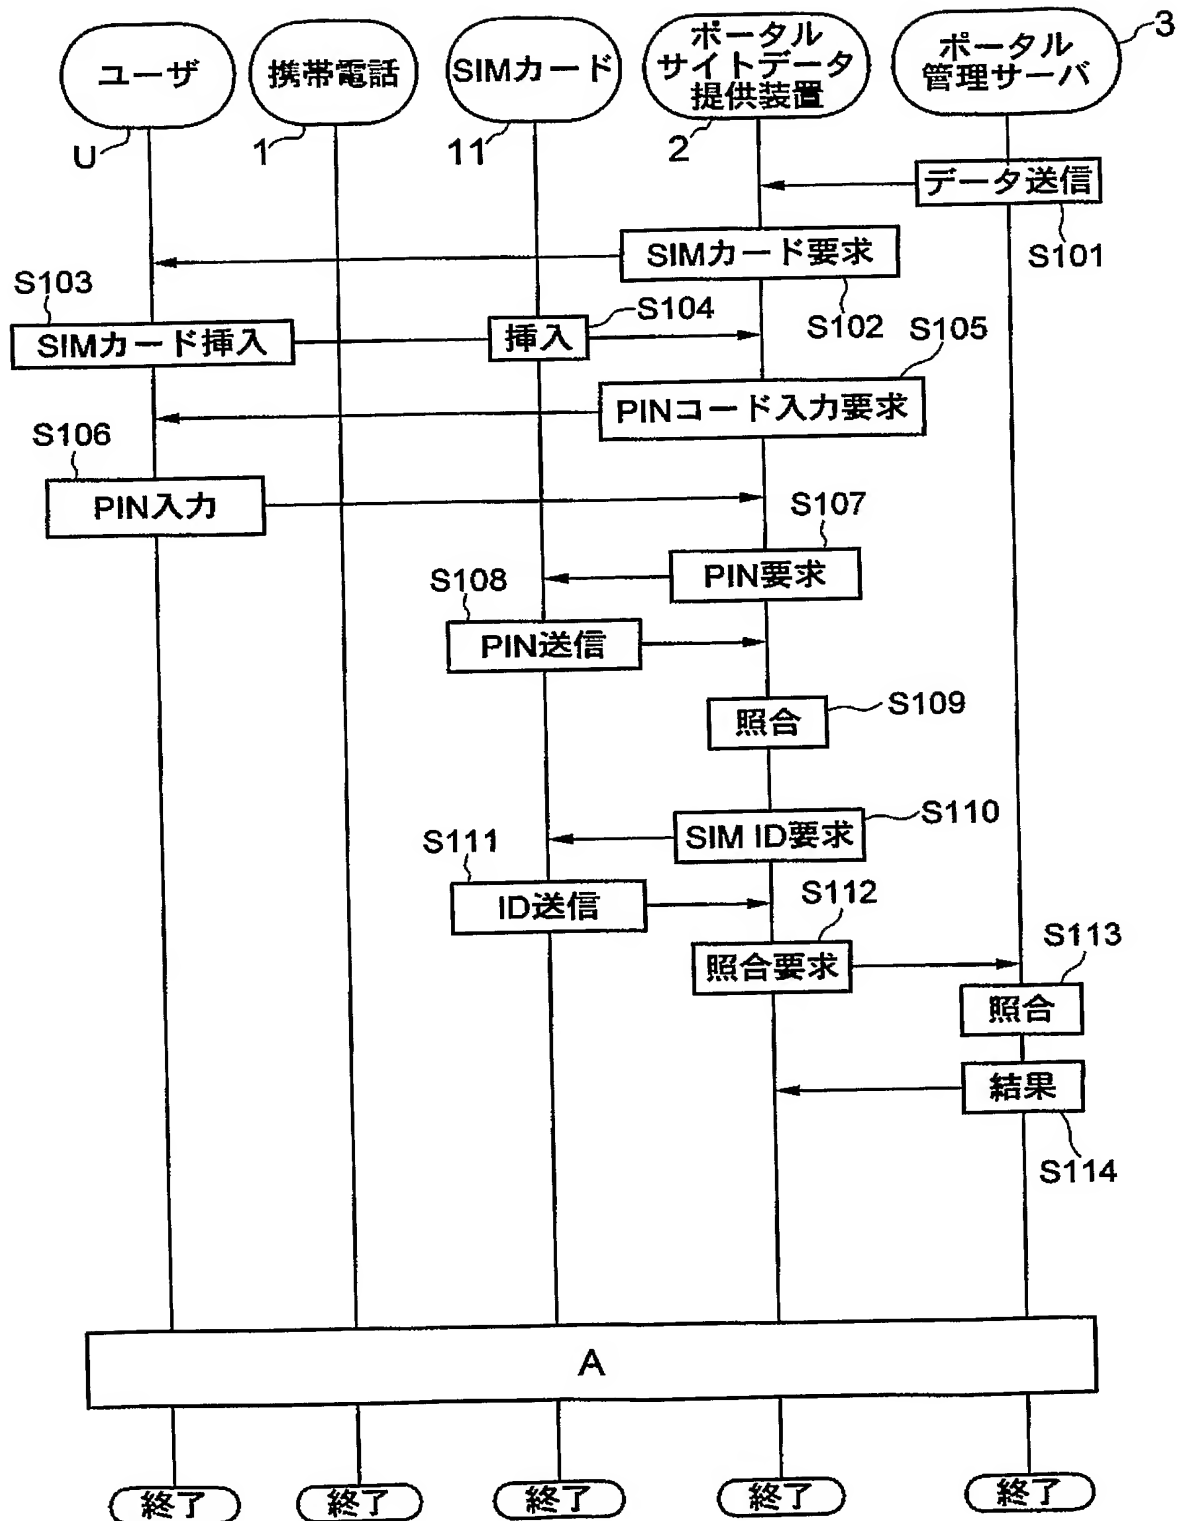 ユーザ
U
携帯電話
1
SIMカード
11
ポータル
サイトデータ
提供装置
2
ポータル
管理サーバ
3
データ送信
S101
SIMカード要求
S102
S103
SIMカード挿入
挿入
S104
S105
PINコード入力要求
S106
PIN入力
S107
PIN要求
S108
PIN送信
照合
S109
SIM ID要求
S110
S111
ID送信
S112
照合要求
S113
照合
結果
S114
A
終了
終了
終了
終了
終了